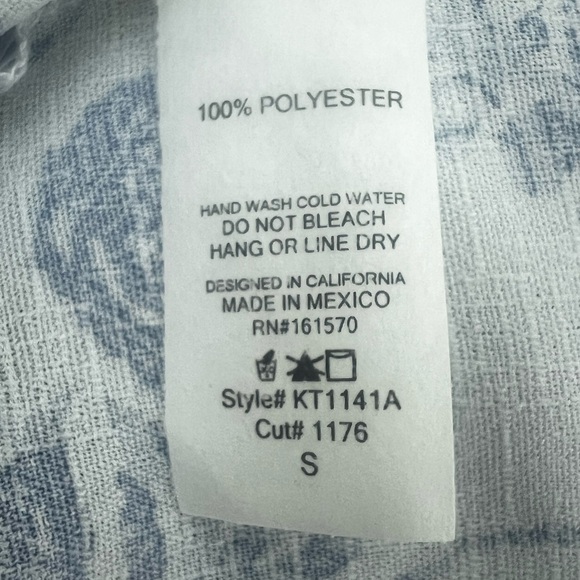 100% POLYESTER
HAND WASH COLD WATER
DO NOT BLEACH
HANG OR LINE DRY
DESIGNED IN CALIFORNIA
MADE IN MEXICO
RN#161570
Style# KT1141A
Cut# 1176
S